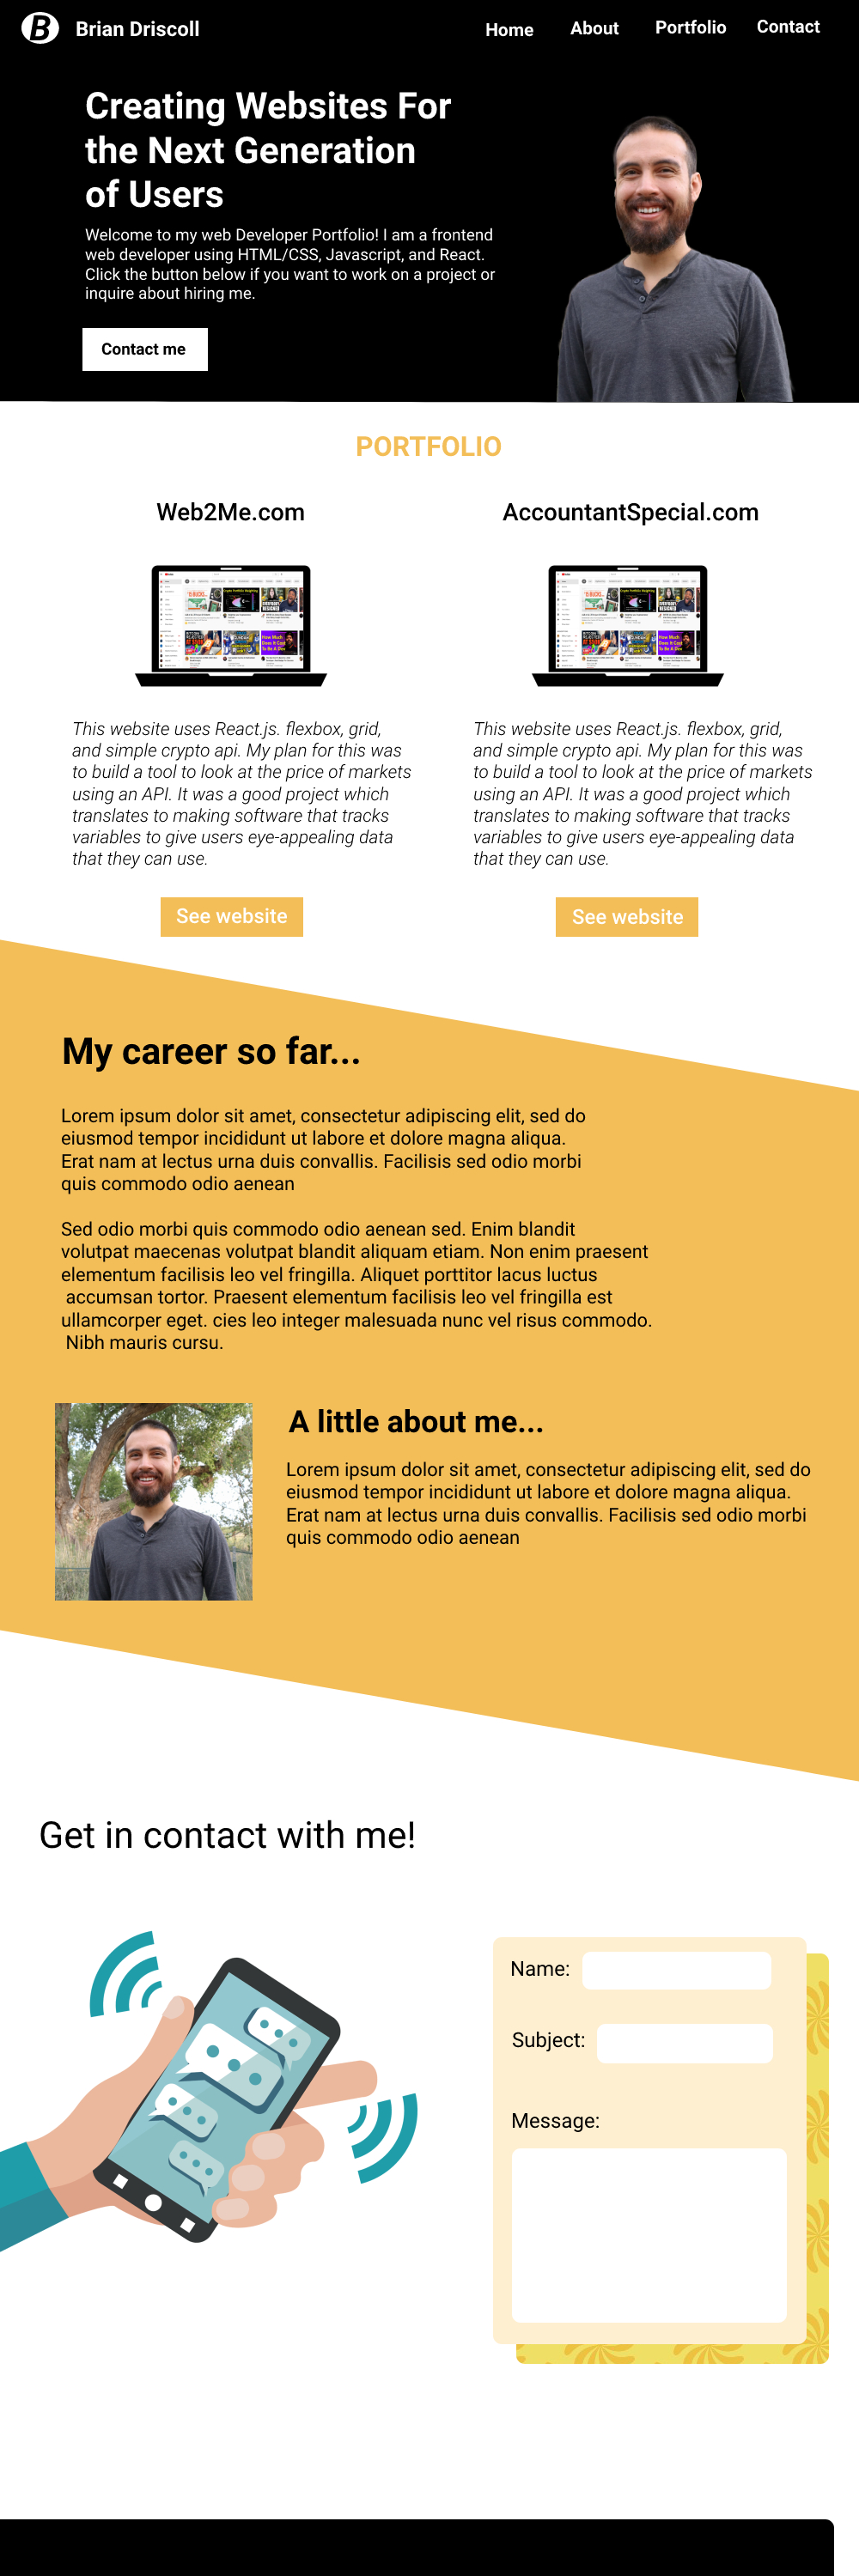 B Brian Driscoll
Home About Portfolio Contact
Creating Websites For
the Next Generation
of Users
Welcome to my web Developer Portfolio! I am a frontend
web developer using HTML/CSS, Javascript, and React.
Click the button below if you want to work on a project or
inquire about hiring me.
Contact me
PORTFOLIO
Web2Me.com
This website uses React.js. flexbox, grid,
and simple crypto api. My plan for this was
to build a tool to look at the price of markets
using an API. It was a good project which
translates to making software that tracks
variables to give users eye-appealing data
that they can use.
See website
AccountantSpecial.com
This website uses React.js. flexbox, grid,
and simple crypto api. My plan for this was
to build a tool to look at the price of markets
using an API. It was a good project which
translates to making software that tracks
variables to give users eye-appealing data
that they can use.
See website
My career so far...
Lorem ipsum dolor sit amet, consectetur adipiscing elit, sed do
eiusmod tempor incididunt ut labore et dolore magna aliqua.
Erat nam at lectus urna duis convallis. Facilisis sed odio morbi
quis commodo odio aenean
Sed odio morbi quis commodo odio aenean sed. Enim blandit
volutpat maecenas volutpat blandit aliquam etiam. Non enim praesent
elementum facilisis leo vel fringilla. Aliquet porttitor lacus luctus
accumsan tortor. Praesent elementum facilisis leo vel fringilla est
ullamcorper eget. cies leo integer malesuada nunc vel risus commodo.
Nibh mauris cursu.
A little about me...
Lorem ipsum dolor sit amet, consectetur adipiscing elit, sed do
eiusmod tempor incididunt ut labore et dolore magna aliqua.
Erat nam at lectus urna duis convallis. Facilisis sed odio morbi
quis commodo odio aenean
Get in contact with me!
Name:
Subject:
Message: